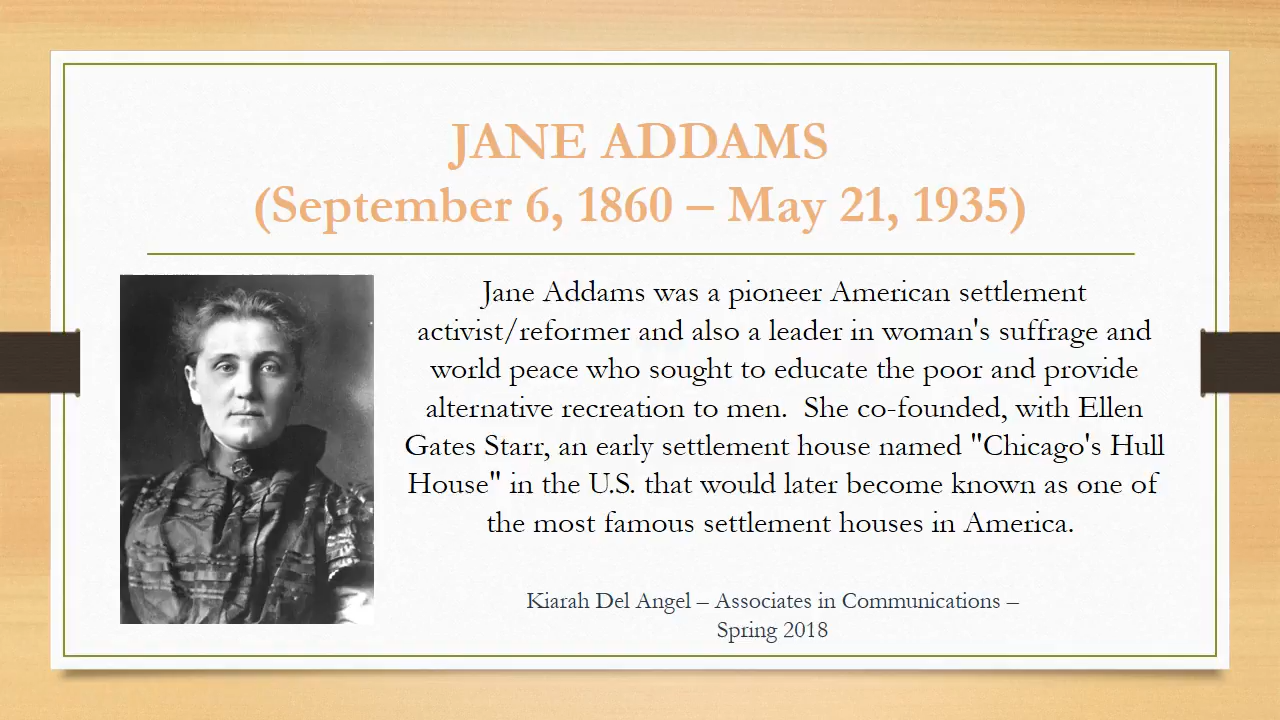 JANE ADDAMS
(September 6, 1860 – May 21, 1935)
Jane Addams was a pioneer American settlement
activist/reformer and also a leader in woman's suffrage and
world peace who sought to educate the poor and provide
alternative recreation to men.  She co-founded, with Ellen
Gates Starr, an early settlement house named "Chicago's Hull
House" in the U.S. that would later become known as one of
the most famous settlement houses in America.
Kiarah Del Angel – Associates in Communications –
Spring 2018